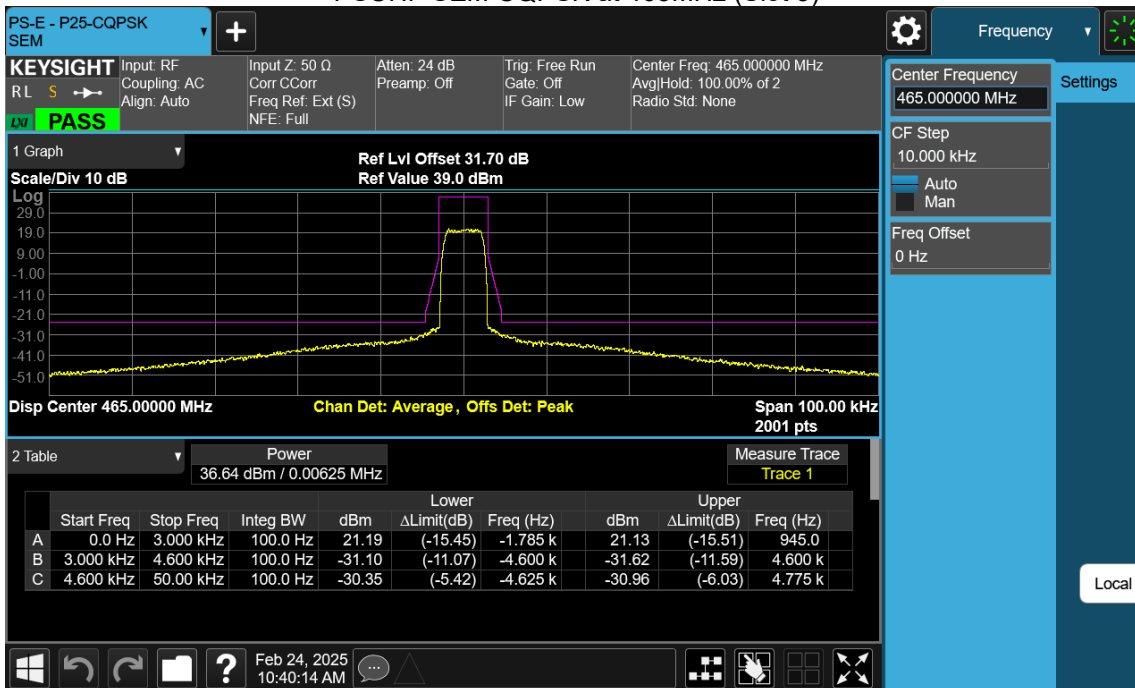 PS-E - P25-CQPSK
SEM
Frequency
KEYSIGHT
R L S
LXI PASS
Input: RF
Coupling: AC
Align: Auto
Input Z: 50 Ω
Corr CCorr
Freq Ref: Ext (S)
NFE: Full
Atten: 24 dB
Preamp: Off
Trig: Free Run
Gate: Off
IF Gain: Low
Center Freq: 465.000000 MHz
Avg|Hold: 100.00% of 2
Radio Std: None
Center Frequency
465.000000 MHz
Settings
CF Step
10.000 kHz
Auto
Man
Freq Offset
0 Hz
1 Graph
Scale/Div 10 dB
Ref Lvl Offset 31.70 dB
Ref Value 39.0 dBm
Log
29.0
19.0
9.00
-1.00
-11.0
-21.0
-31.0
-41.0
-51.0
Disp Center 465.00000 MHz
Chan Det: Average , Offs Det: Peak
Span 100.00 kHz
2001 pts
2 Table
Power
36.64 dBm / 0.00625 MHz
Measure Trace
Trace 1
Lower Upper
Start Freq Stop Freq Integ BW dBm ΔLimit(dB) Freq (Hz) dBm ΔLimit(dB) Freq (Hz)
A 0.0 Hz 3.000 kHz 100.0 Hz 21.19 (-15.45) -1.785 k 21.13 (-15.51) 945.0
B 3.000 kHz 4.600 kHz 100.0 Hz -31.10 (-11.07) -4.600 k -31.62 (-11.59) 4.600 k
C 4.600 kHz 50.00 kHz 100.0 Hz -30.35 (-5.42) -4.625 k -30.96 (-6.03) 4.775 k
Local
Feb 24, 2025
10:40:14 AM